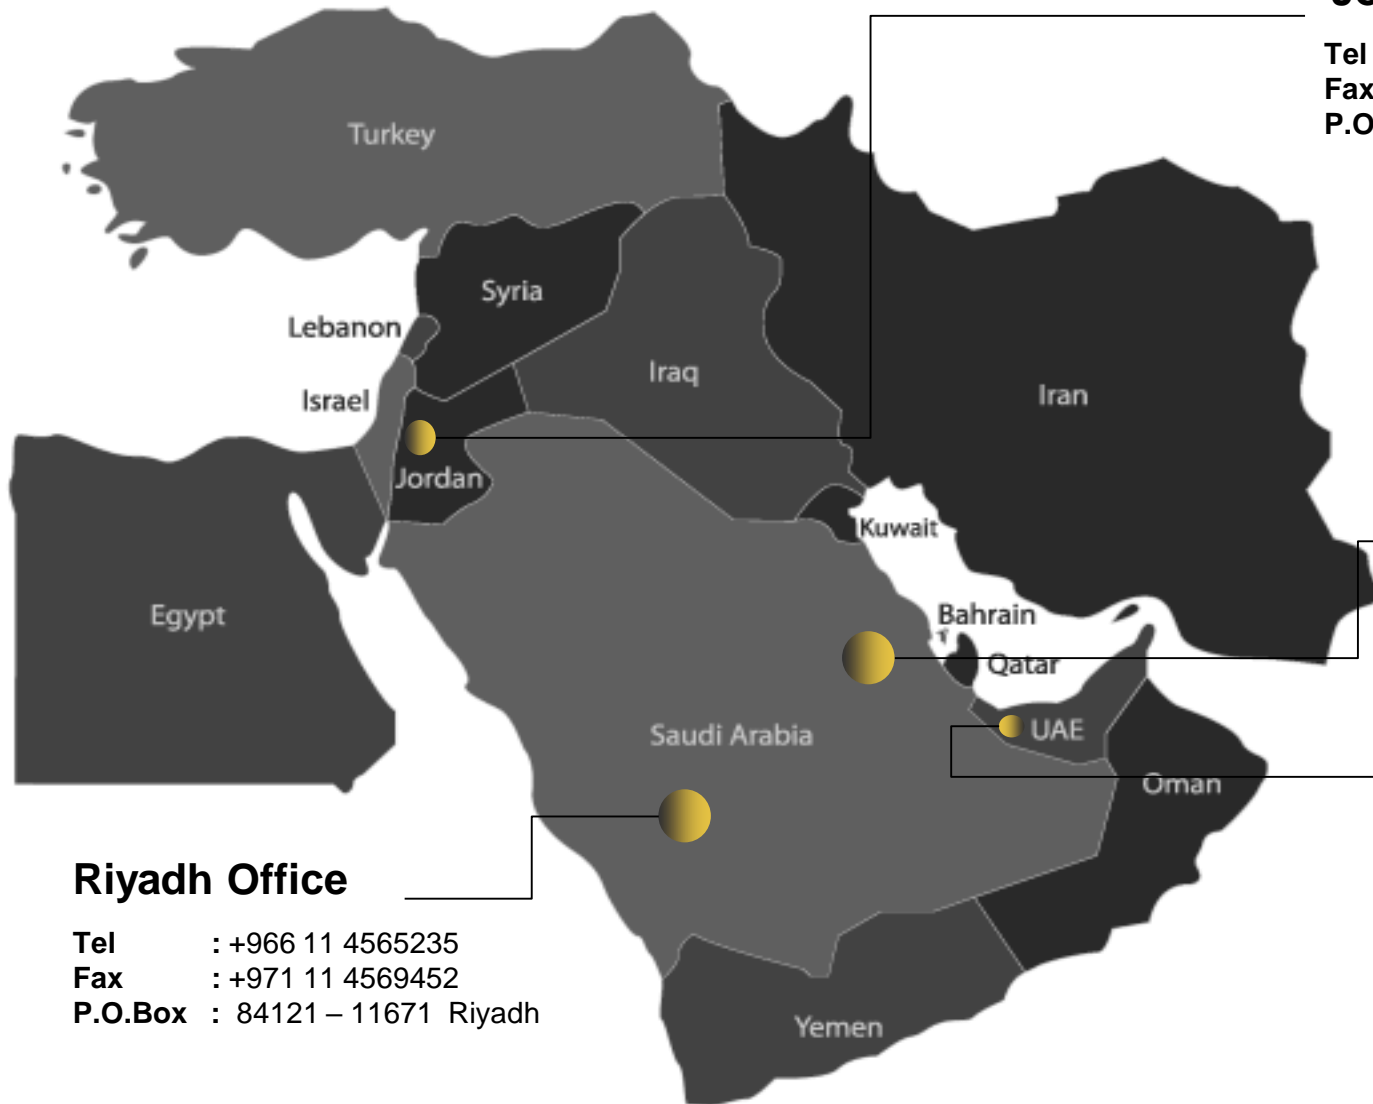 Tel
Fax
P.O
Turkey
Syria
Lebanon
Iraq
Israel
Iran
Jordan
Kuwait
Egypt
Bahrain
Qatar
Saudi Arabia
UAE
Oman
Riyadh Office
Tel : +966 11 4565235
Fax : +971 11 4569452
P.O.Box : 84121 – 11671 Riyadh
Yemen